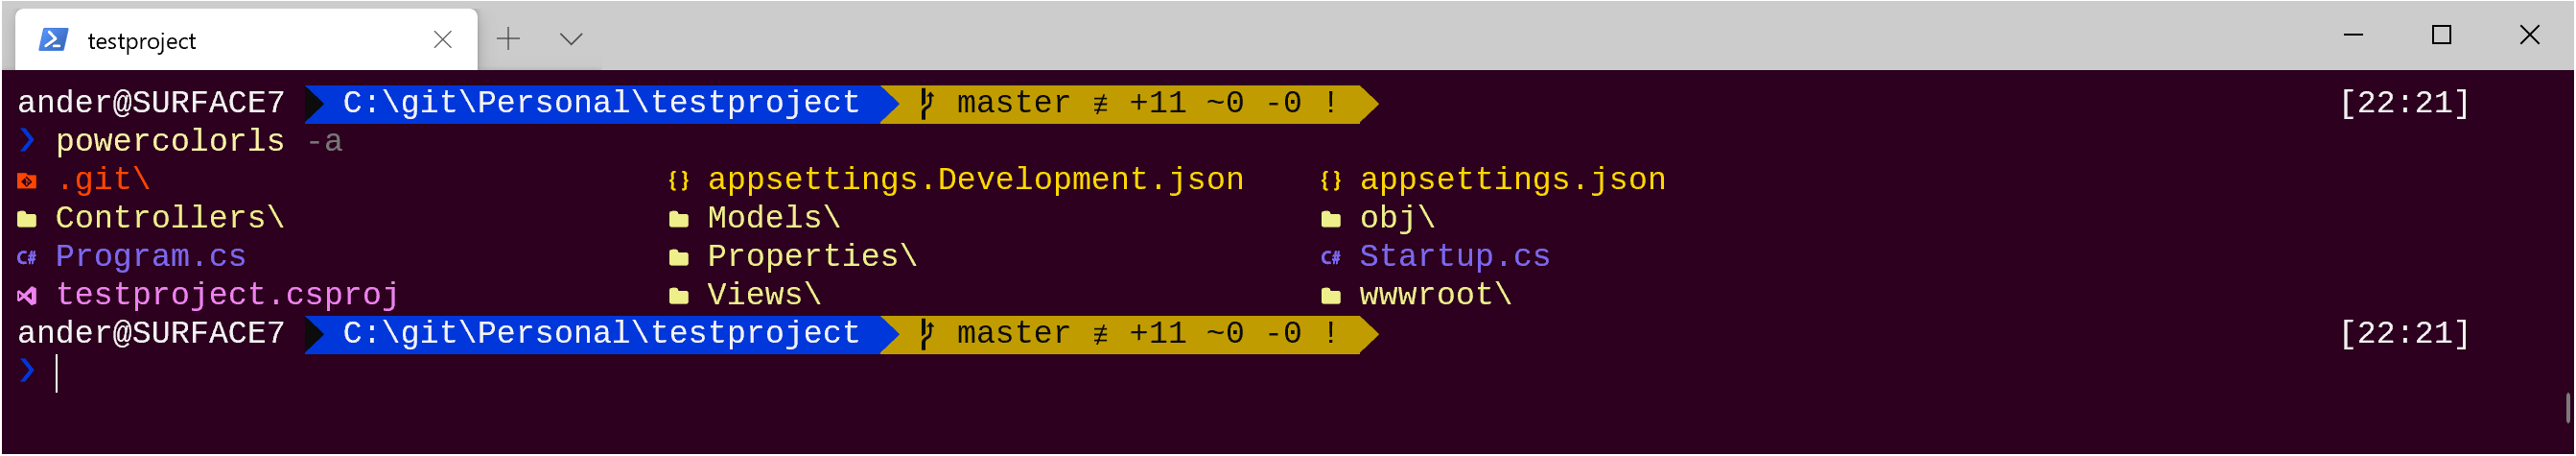 testproject
ander@SURFACE7 C:\git\Personal\testproject master ≢ +11 ~0 -0 ! [22:21]
❯ powercolorls -a
.git\ {} appsettings.Development.json {} appsettings.json
Controllers\ Models\ obj\
C# Program.cs Properties\ C# Startup.cs
testproject.csproj Views\ wwwroot\
ander@SURFACE7 C:\git\Personal\testproject master ≢ +11 ~0 -0 ! [22:21]
❯